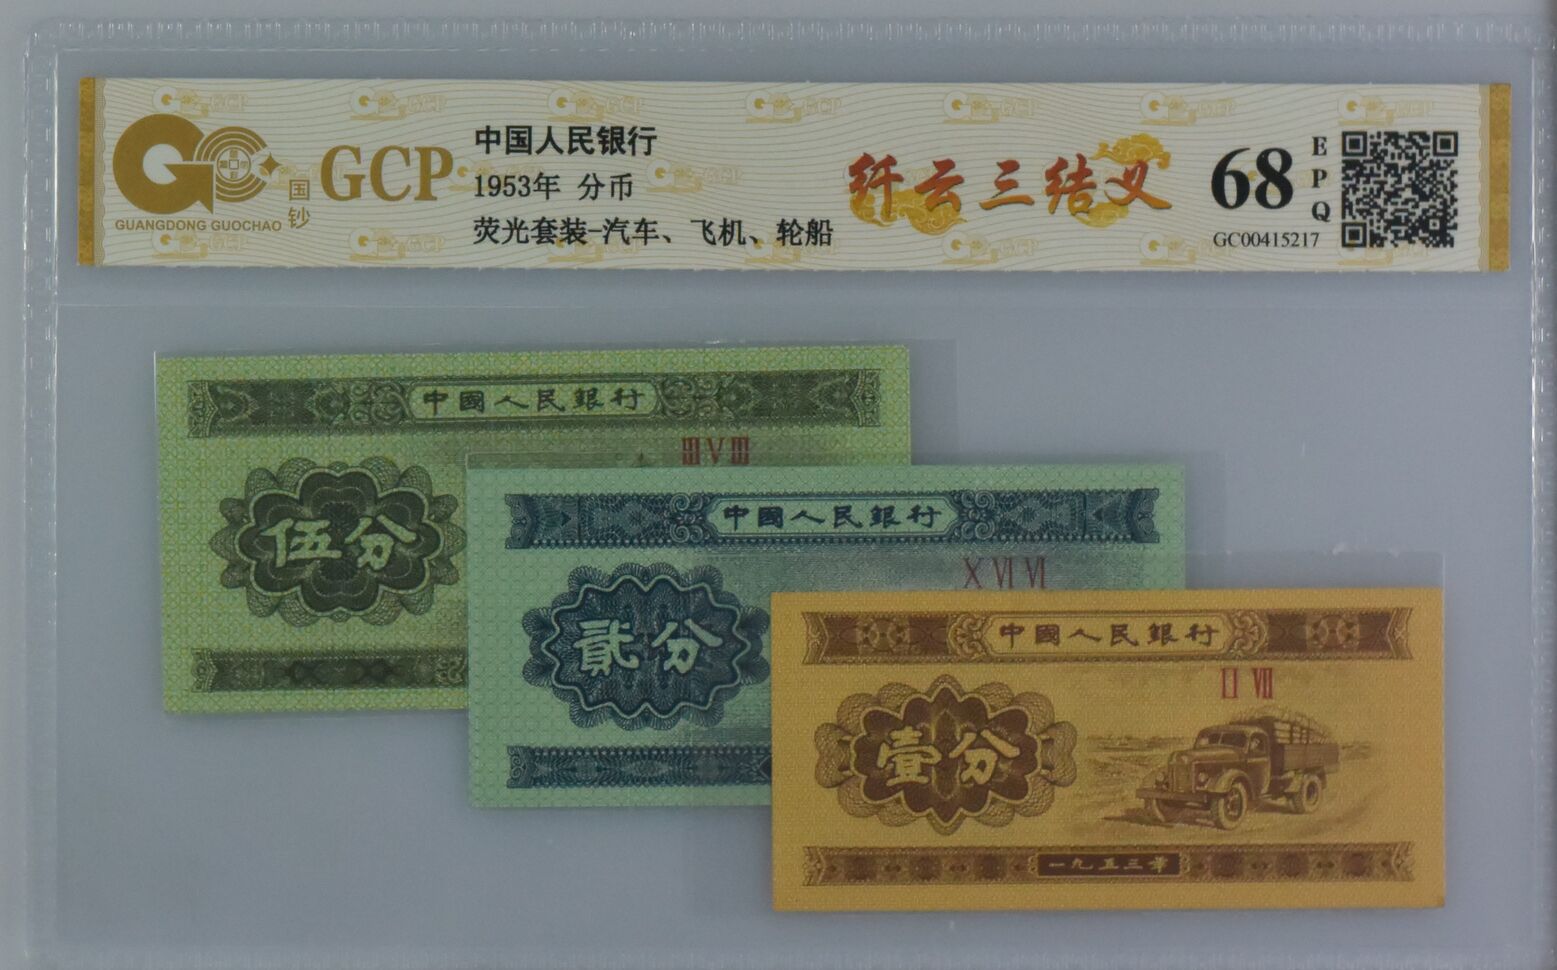 GUANGDONG GUOCHAO
国钞
GCP
中国人民银行
1953年 分币
荧光套装-汽车、飞机、轮船
纤云三结义
68
EPQ
GC00415217
中國人民銀行
ⅢⅤⅢ
伍分
中國人民銀行
Ⅹ Ⅵ Ⅵ
貳分
中國人民銀行
Ⅱ Ⅶ
壹分
一九五三年